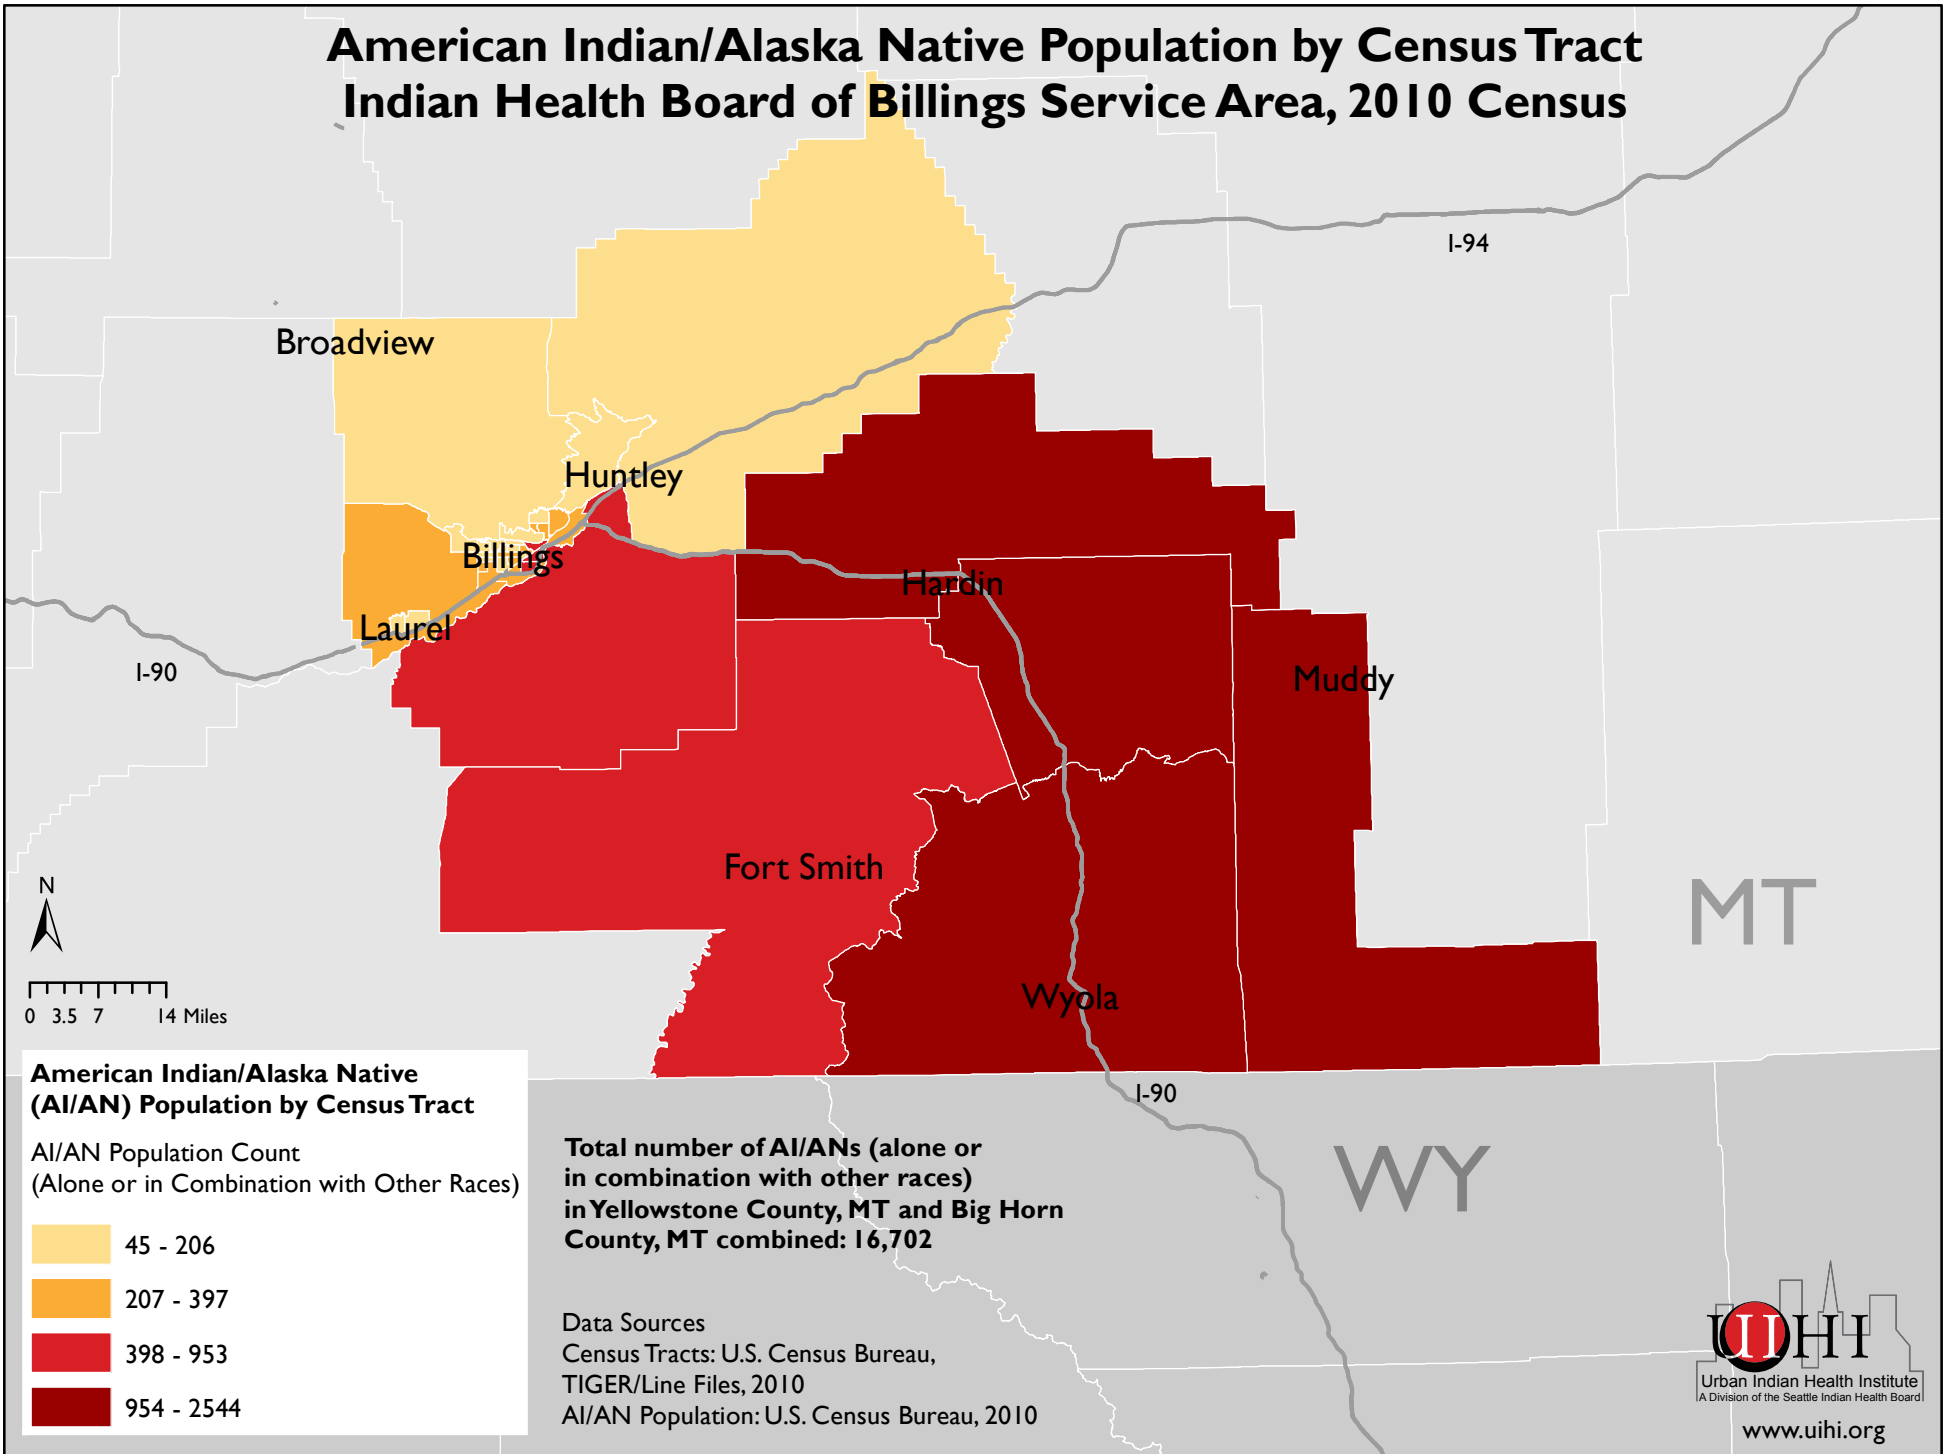 American Indian/Alaska Native Population by Census Tract
Indian Health Board of Billings Service Area, 2010 Census
I-94
Broadview
Huntley
Billings
Hardin
Laurel
I-90
Muddy
Fort Smith
MT
N
Wyola
0 3.5 7 14 Miles
I-90
WY
American Indian/Alaska Native
(AI/AN) Population by Census Tract
AI/AN Population Count
(Alone or in Combination with Other Races)
45 - 206
207 - 397
398 - 953
954 - 2544
Total number of AI/ANs (alone or
in combination with other races)
in Yellowstone County, MT and Big Horn
County, MT combined: 16,702
Data Sources
Census Tracts: U.S. Census Bureau,
TIGER/Line Files, 2010
AI/AN Population: U.S. Census Bureau, 2010
UIHI
Urban Indian Health Institute
A Division of the Seattle Indian Health Board
www.uihi.org